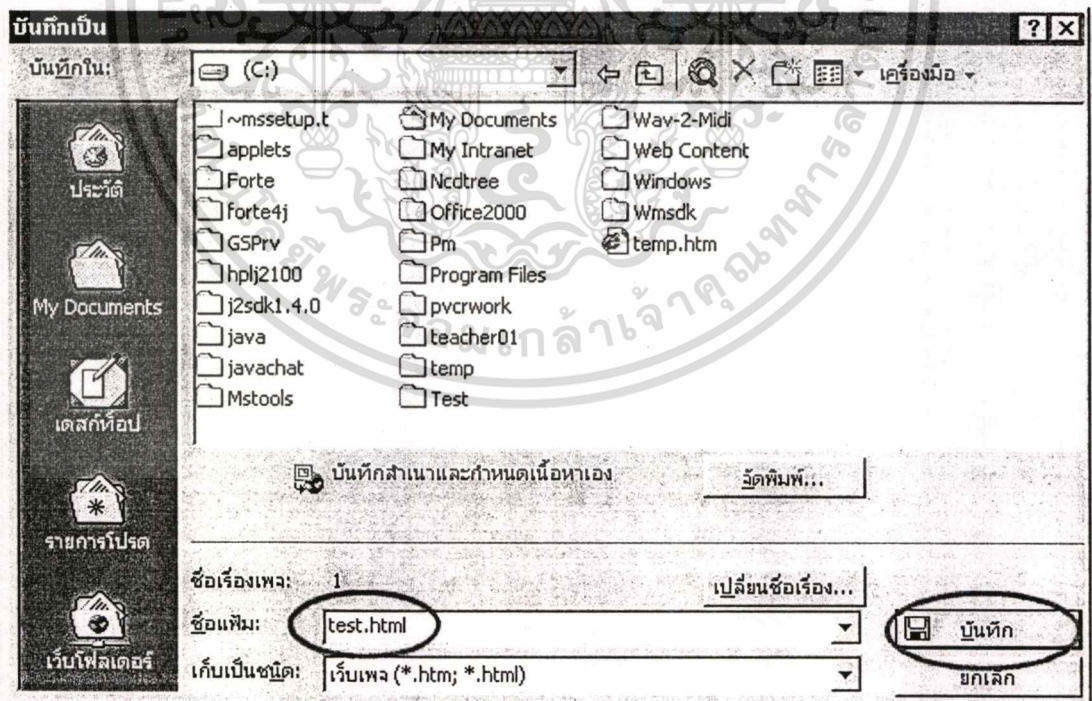 บันทึกเป็น ? X
บันทึกใน: (C:) เครื่องมือ
ประวัติ
My Documents
เดสก์ท็อป
รายการโปรด
เว็บโฟลเดอร์
~mssetup.t
applets
Forte
forte4j
GSPrv
hplj2100
j2sdk1.4.0
java
javachat
Mstools
My Documents
My Intranet
Ncdtree
Office2000
Pm
Program Files
pvcrwork
teacher01
temp
Test
Wav-2-Midi
Web Content
Windows
Wmsdk
temp.htm
บันทึกสำเนาและกำหนดเนื้อหาเอง จัดพิมพ์...
ชื่อเรื่องเพจ: 1 เปลี่ยนชื่อเรื่อง...
ชื่อแฟ้ม: test.html บันทึก
เก็บเป็นชนิด: เว็บเพจ (*.htm; *.html) ยกเลิก